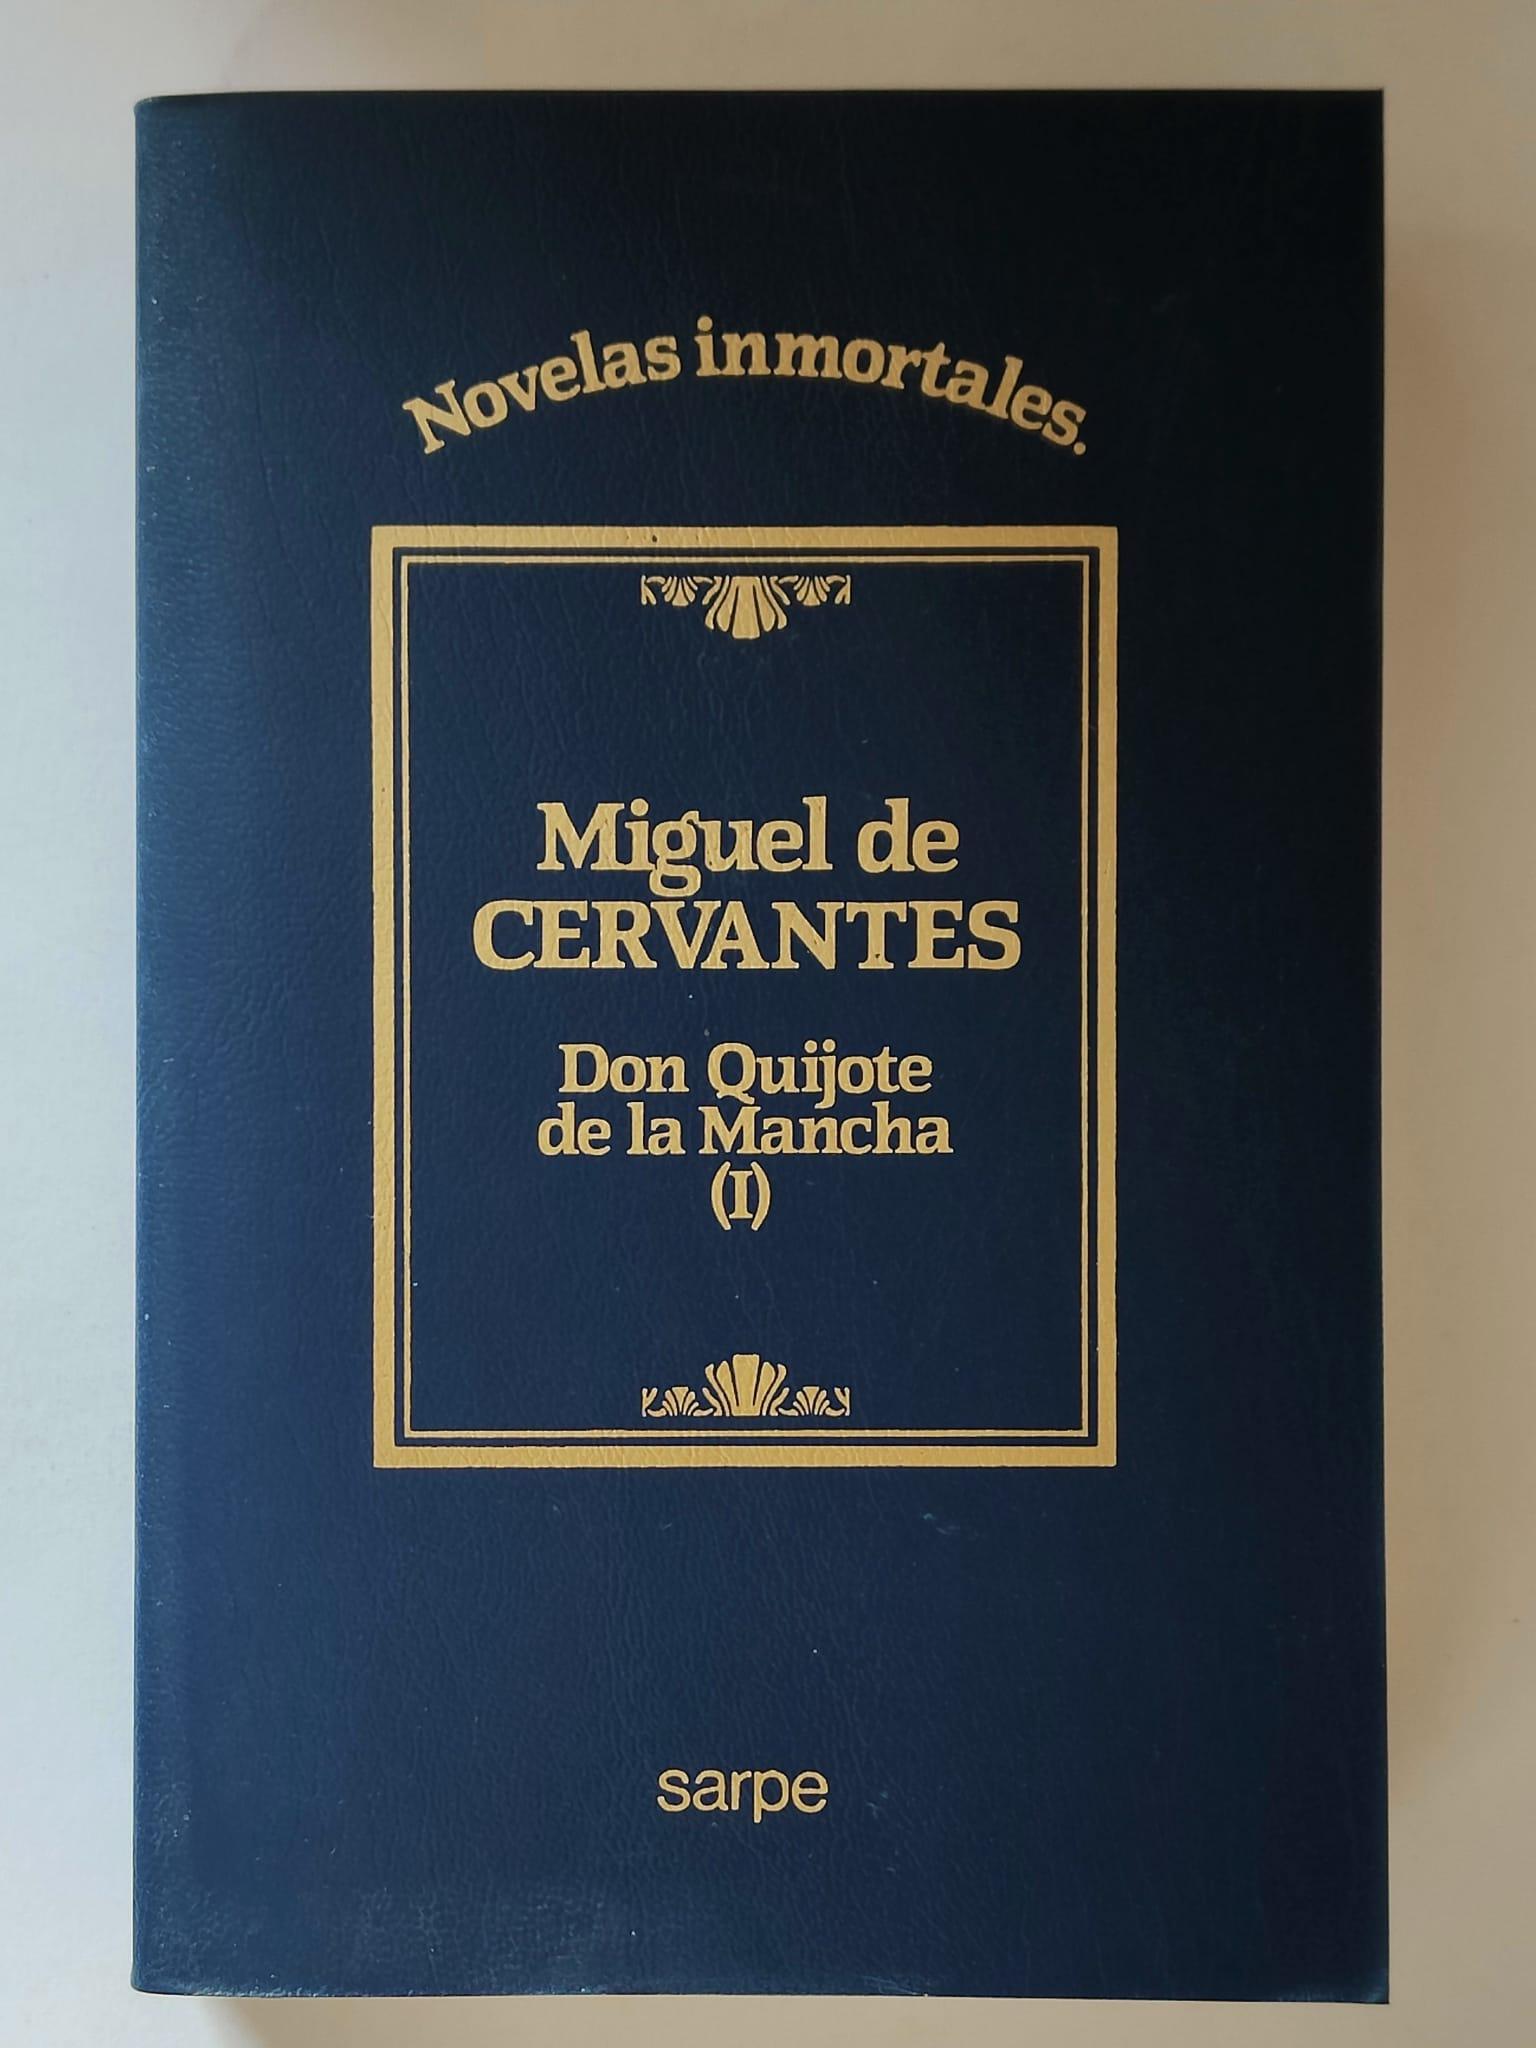 Novelas inmortales.
Miguel de
CERVANTES
Don Quijote
de la Mancha
(I)
sarpe